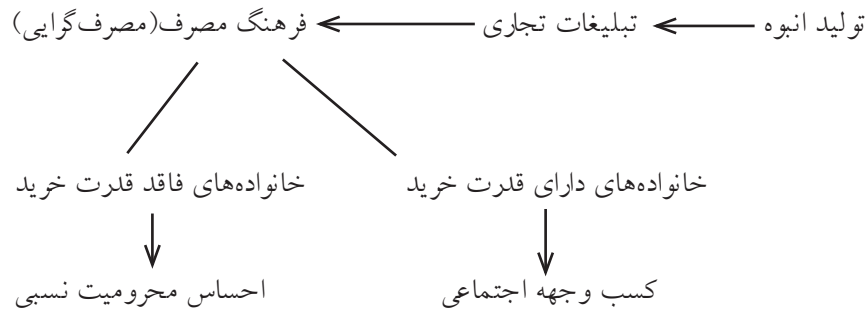 تولید انبوه تبلیغات تجاری فرهنگ مصرف(مصرف‌گرایی)
خانواده‌های دارای قدرت خرید خانواده‌های فاقد قدرت خرید
کسب وجهه اجتماعی احساس محرومیت نسبی